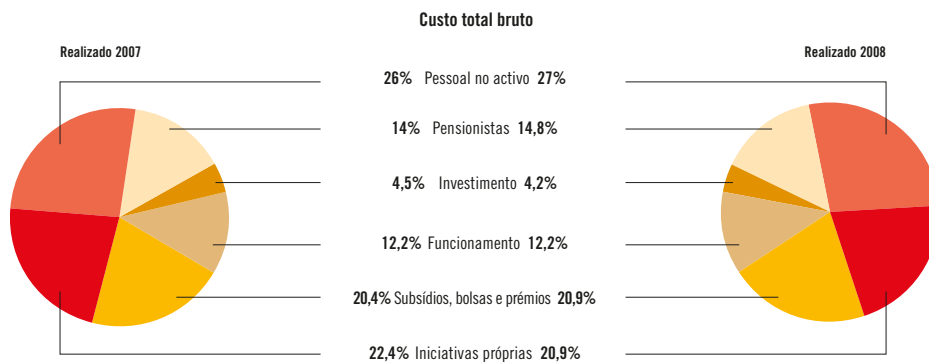 Custo total bruto
Realizado 2007
Realizado 2008
26% Pessoal no activo 27%
14% Pensionistas 14,8%
4,5% Investimento 4,2%
12,2% Funcionamento 12,2%
20,4% Subsídios, bolsas e prémios 20,9%
22,4% Iniciativas próprias 20,9%